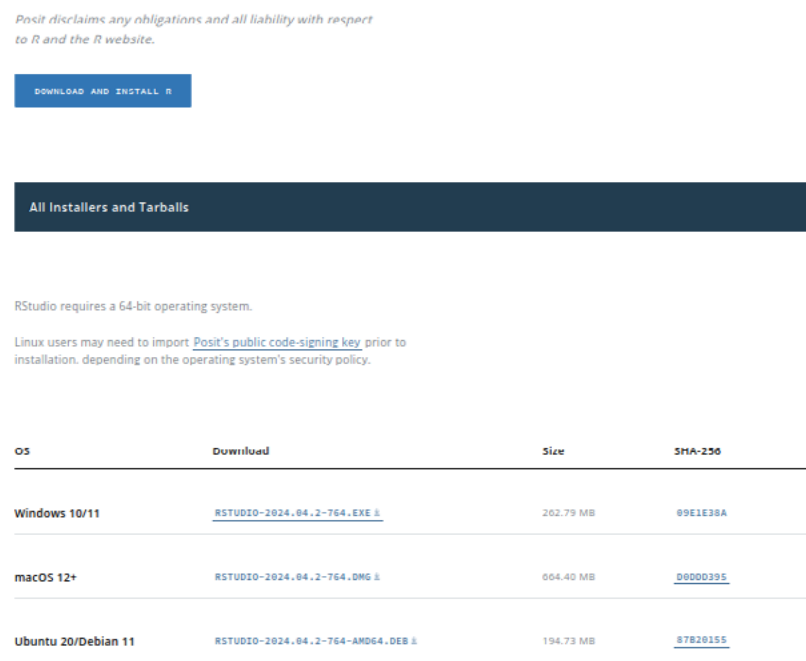 Posit disclaims any obligations and all liability with respect
to R and the R website.
DOWNLOAD AND INSTALL R
All Installers and Tarballs
RStudio requires a 64-bit operating system.
Linux users may need to import Posit's public code-signing key prior to
installation, depending on the operating system's security policy.
OS Download Size SHA-256
Windows 10/11 RSTUDIO-2024.04.2-764.EXE 262.79 MB 09E1E38A
macOS 12+ RSTUDIO-2024.04.2-764.DMG 664.40 MB D0DDD395
Ubuntu 20/Debian 11 RSTUDIO-2024.04.2-764-AMD64.DEB 194.73 MB 87B20155